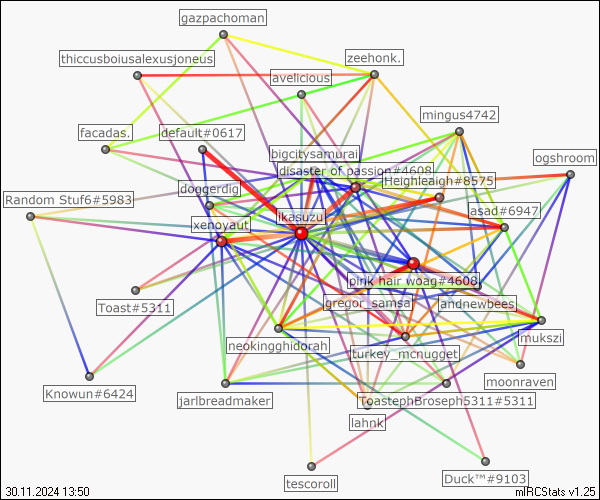 gazpachoman
thiccusboiusalexusjoneus
zeehonk.
avelicious
mingus4742
facadas.
default#0617
bigcitysamurai
ogshroom
disaster of passion#4608
Heighleaigh#8575
doggerdig
Random Stuf6#5983
ikasuzu
asad#6947
xenoyaut
pink hair woag#4608
Toast#5311
gregor_samsa
andnewbees
neokingghidorah
mukszi
turkey_mcnugget
moonraven
Knowun#6424
jarlbreadmaker
ToastephBroseph5311#5311
lahnk
tescoroll
Duck™#9103
30.11.2024 13:50
mIRCStats v1.25